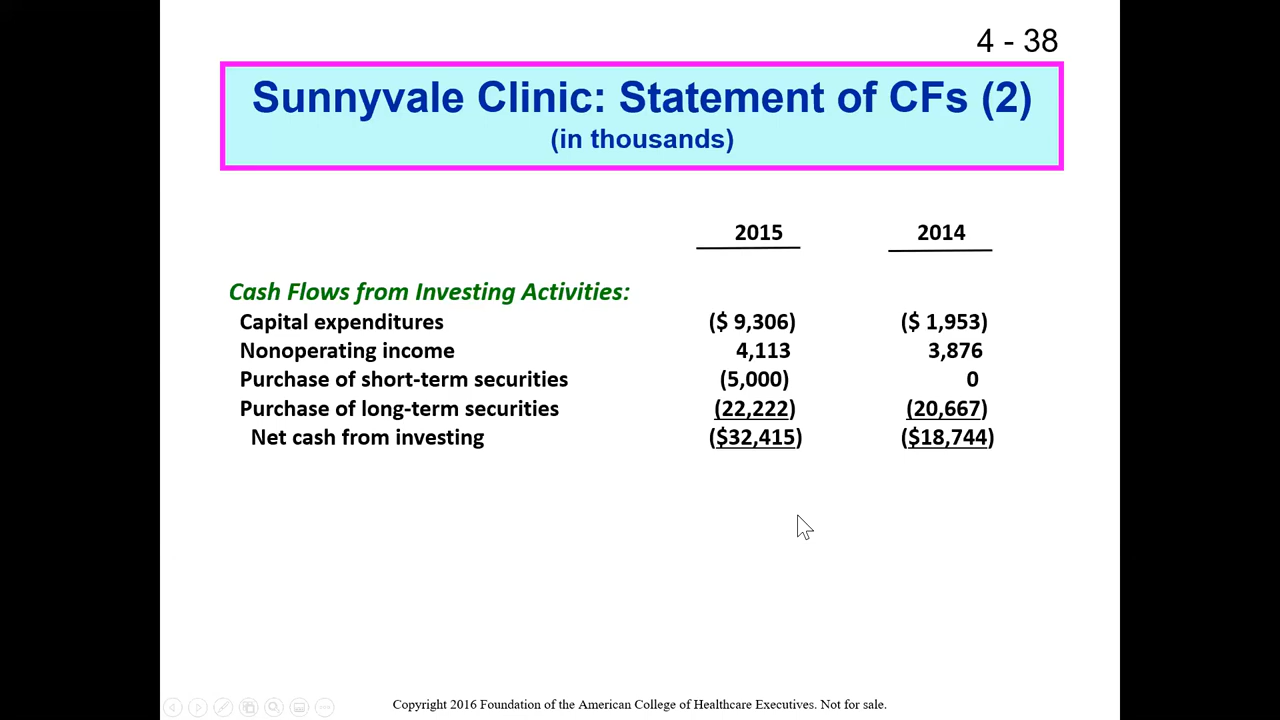 4 - 38
Sunnyvale Clinic: Statement of CFs (2)
(in thousands)
2015 2014
Cash Flows from Investing Activities:
Capital expenditures ($ 9,306) ($ 1,953)
Nonoperating income 4,113 3,876
Purchase of short-term securities (5,000) 0
Purchase of long-term securities (22,222) (20,667)
Net cash from investing ($32,415) ($18,744)
Copyright 2016 Foundation of the American College of Healthcare Executives. Not for sale.